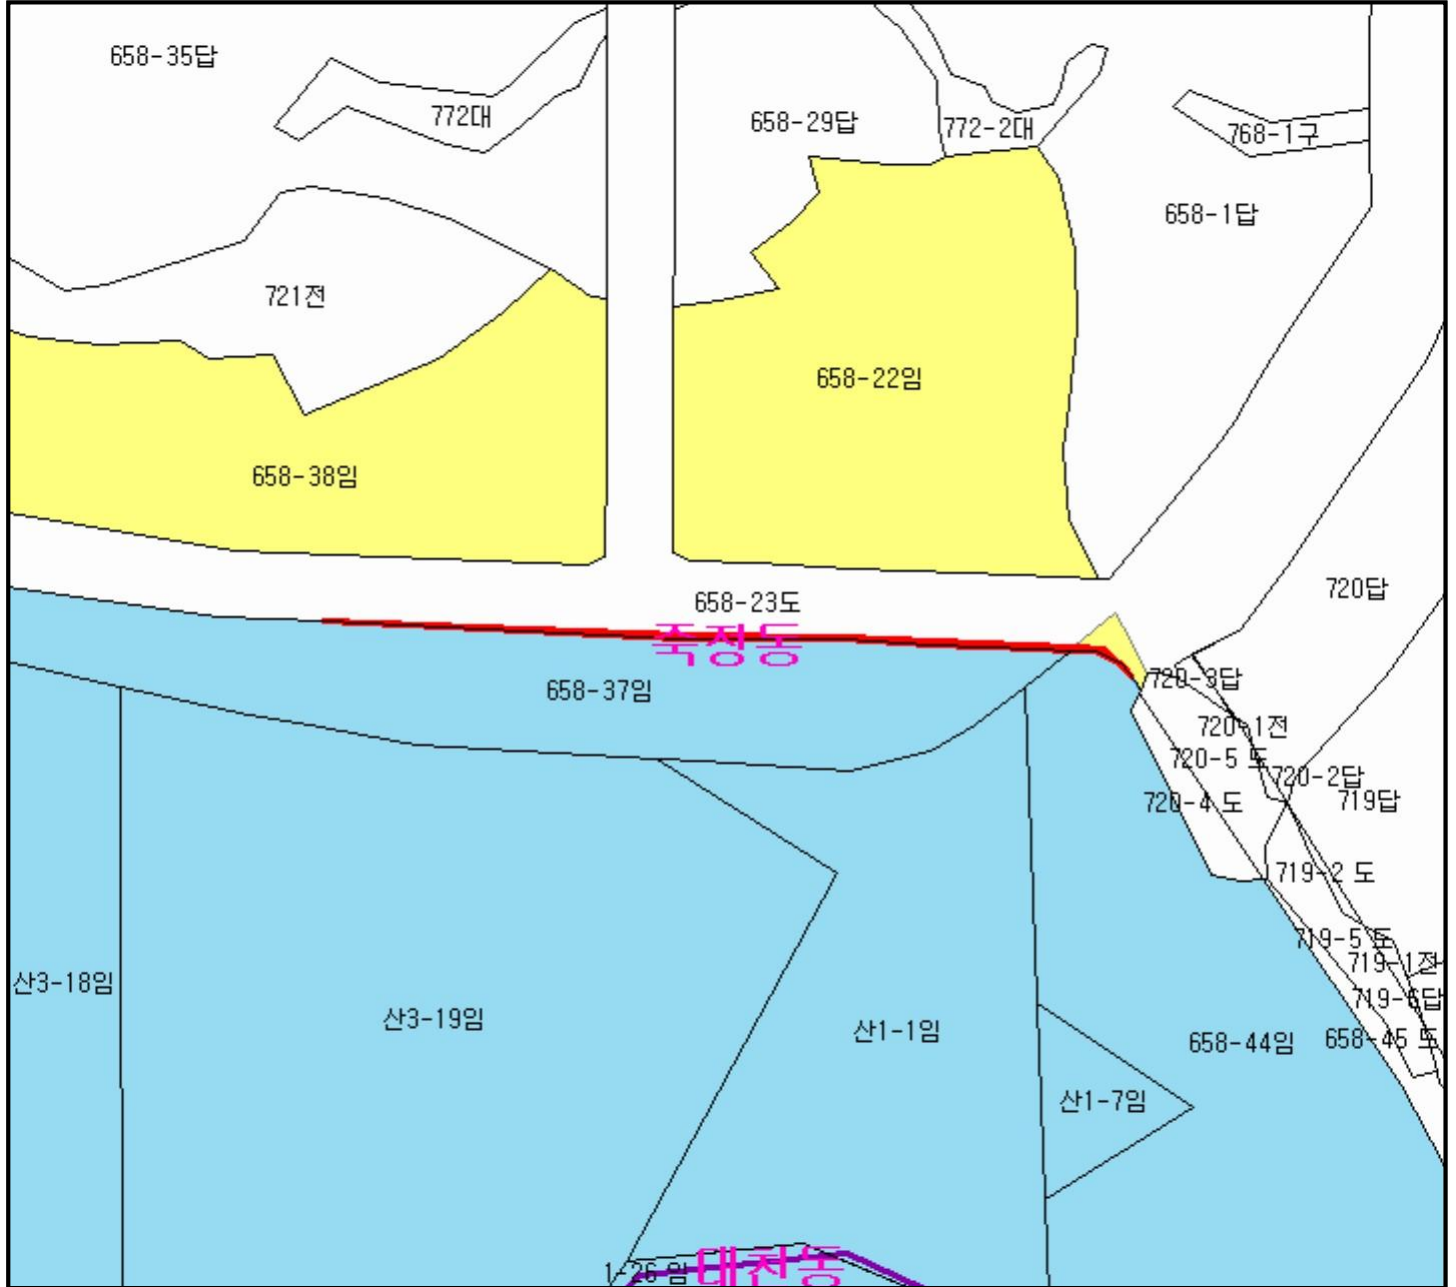 658-35답
772대
658-29답
772-2대
768-1구
658-1답
721전
658-22임
658-38임
720답
658-23도
죽정동
720-3답
658-37임
720-1전
720-5 도
720-2답
720-4 도
719답
719-2 도
719-5 도
719-1전
산3-18임
719-6답
산3-19임
산1-1임
658-44임
658-45 도
산1-7임
대천동
1-26 임